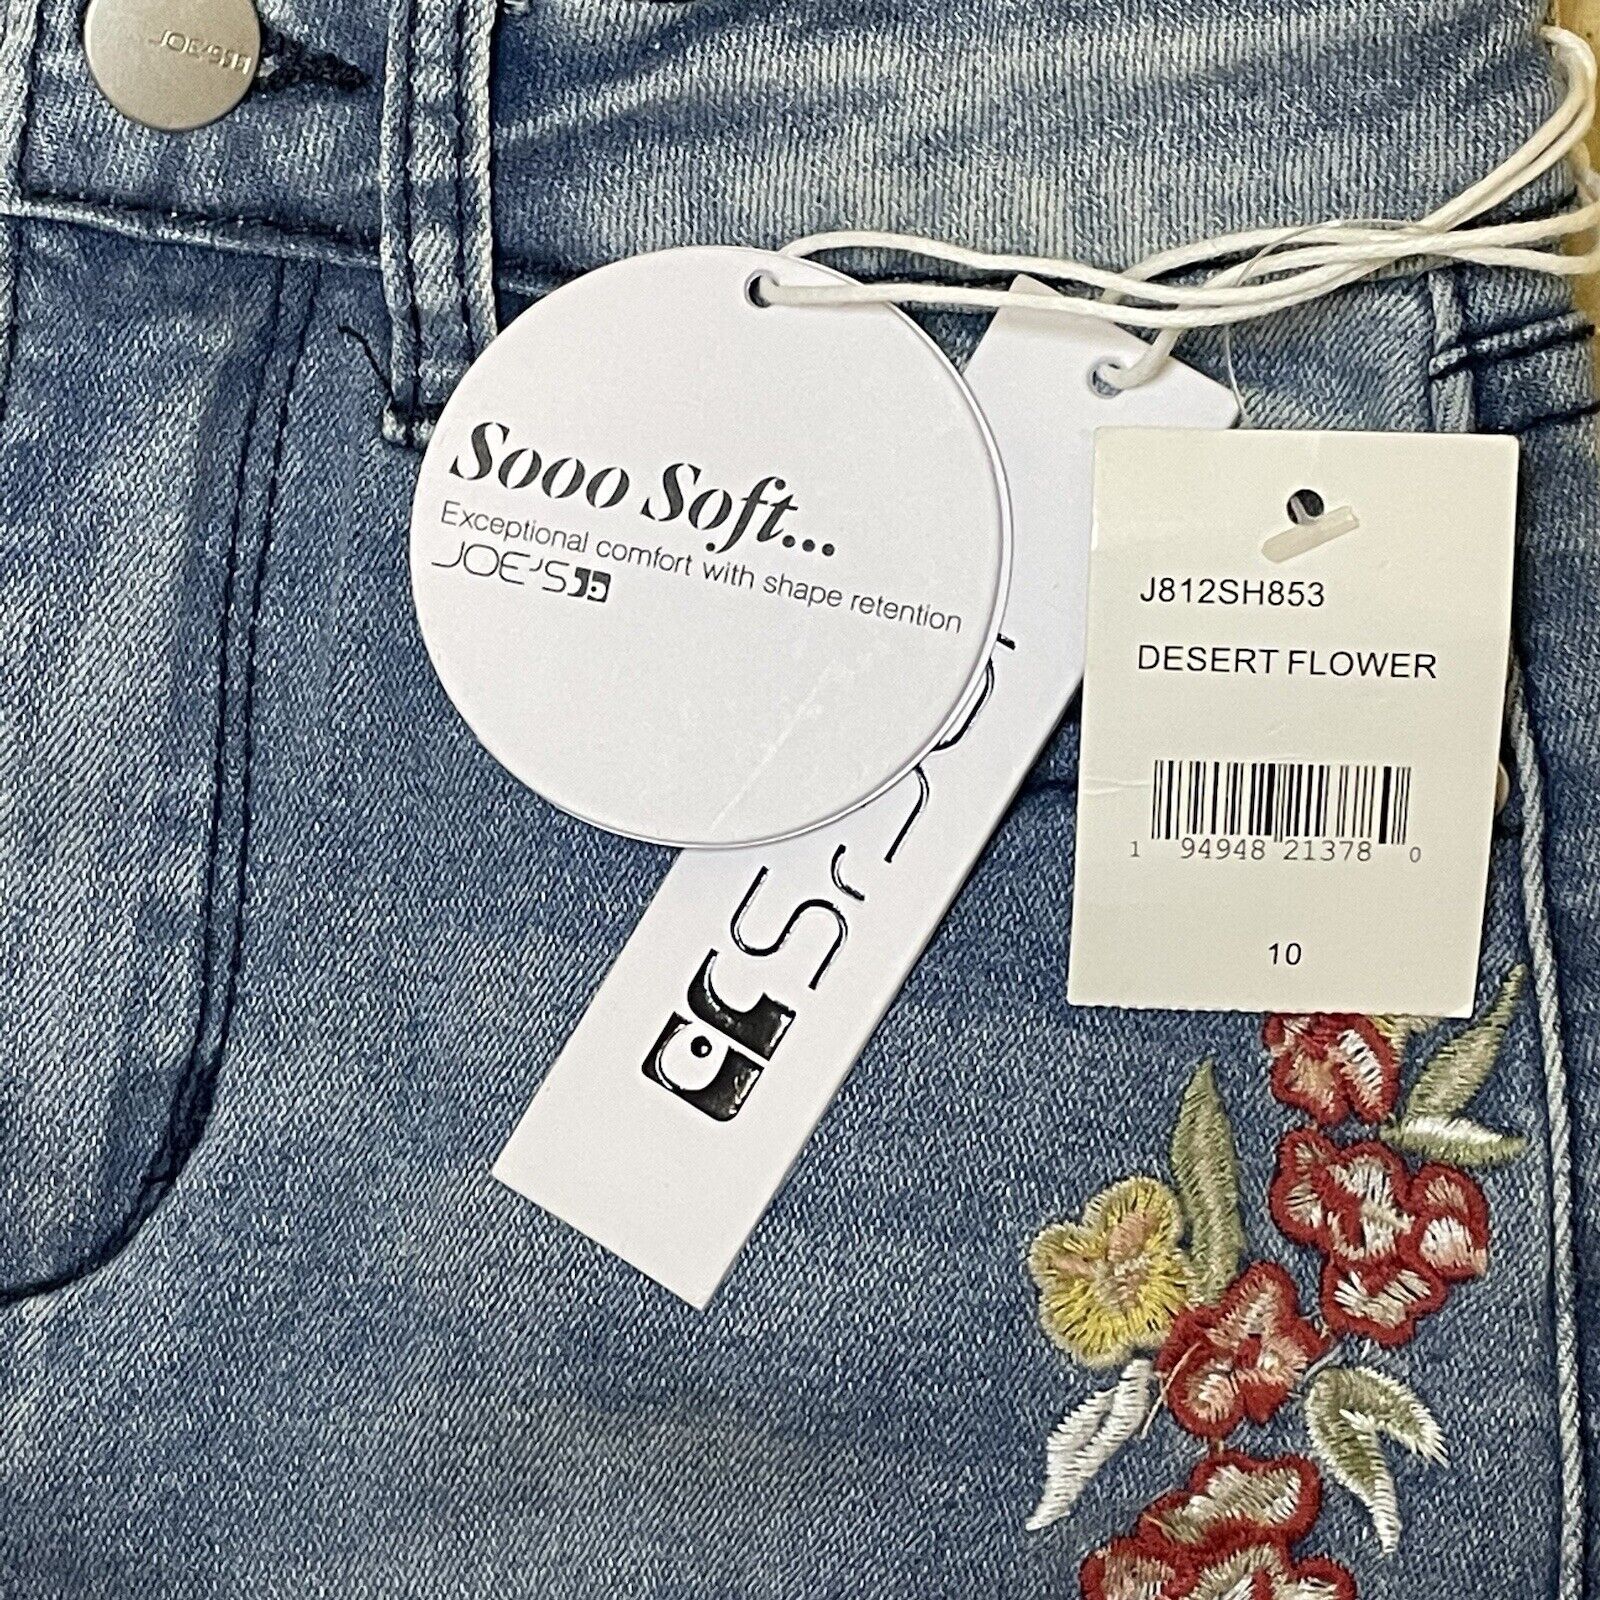 JOE'S
Sooo Soft...
Exceptional comfort with shape retention
JOE'S
J812SH853
DESERT FLOWER
1 94948 21378 0
10